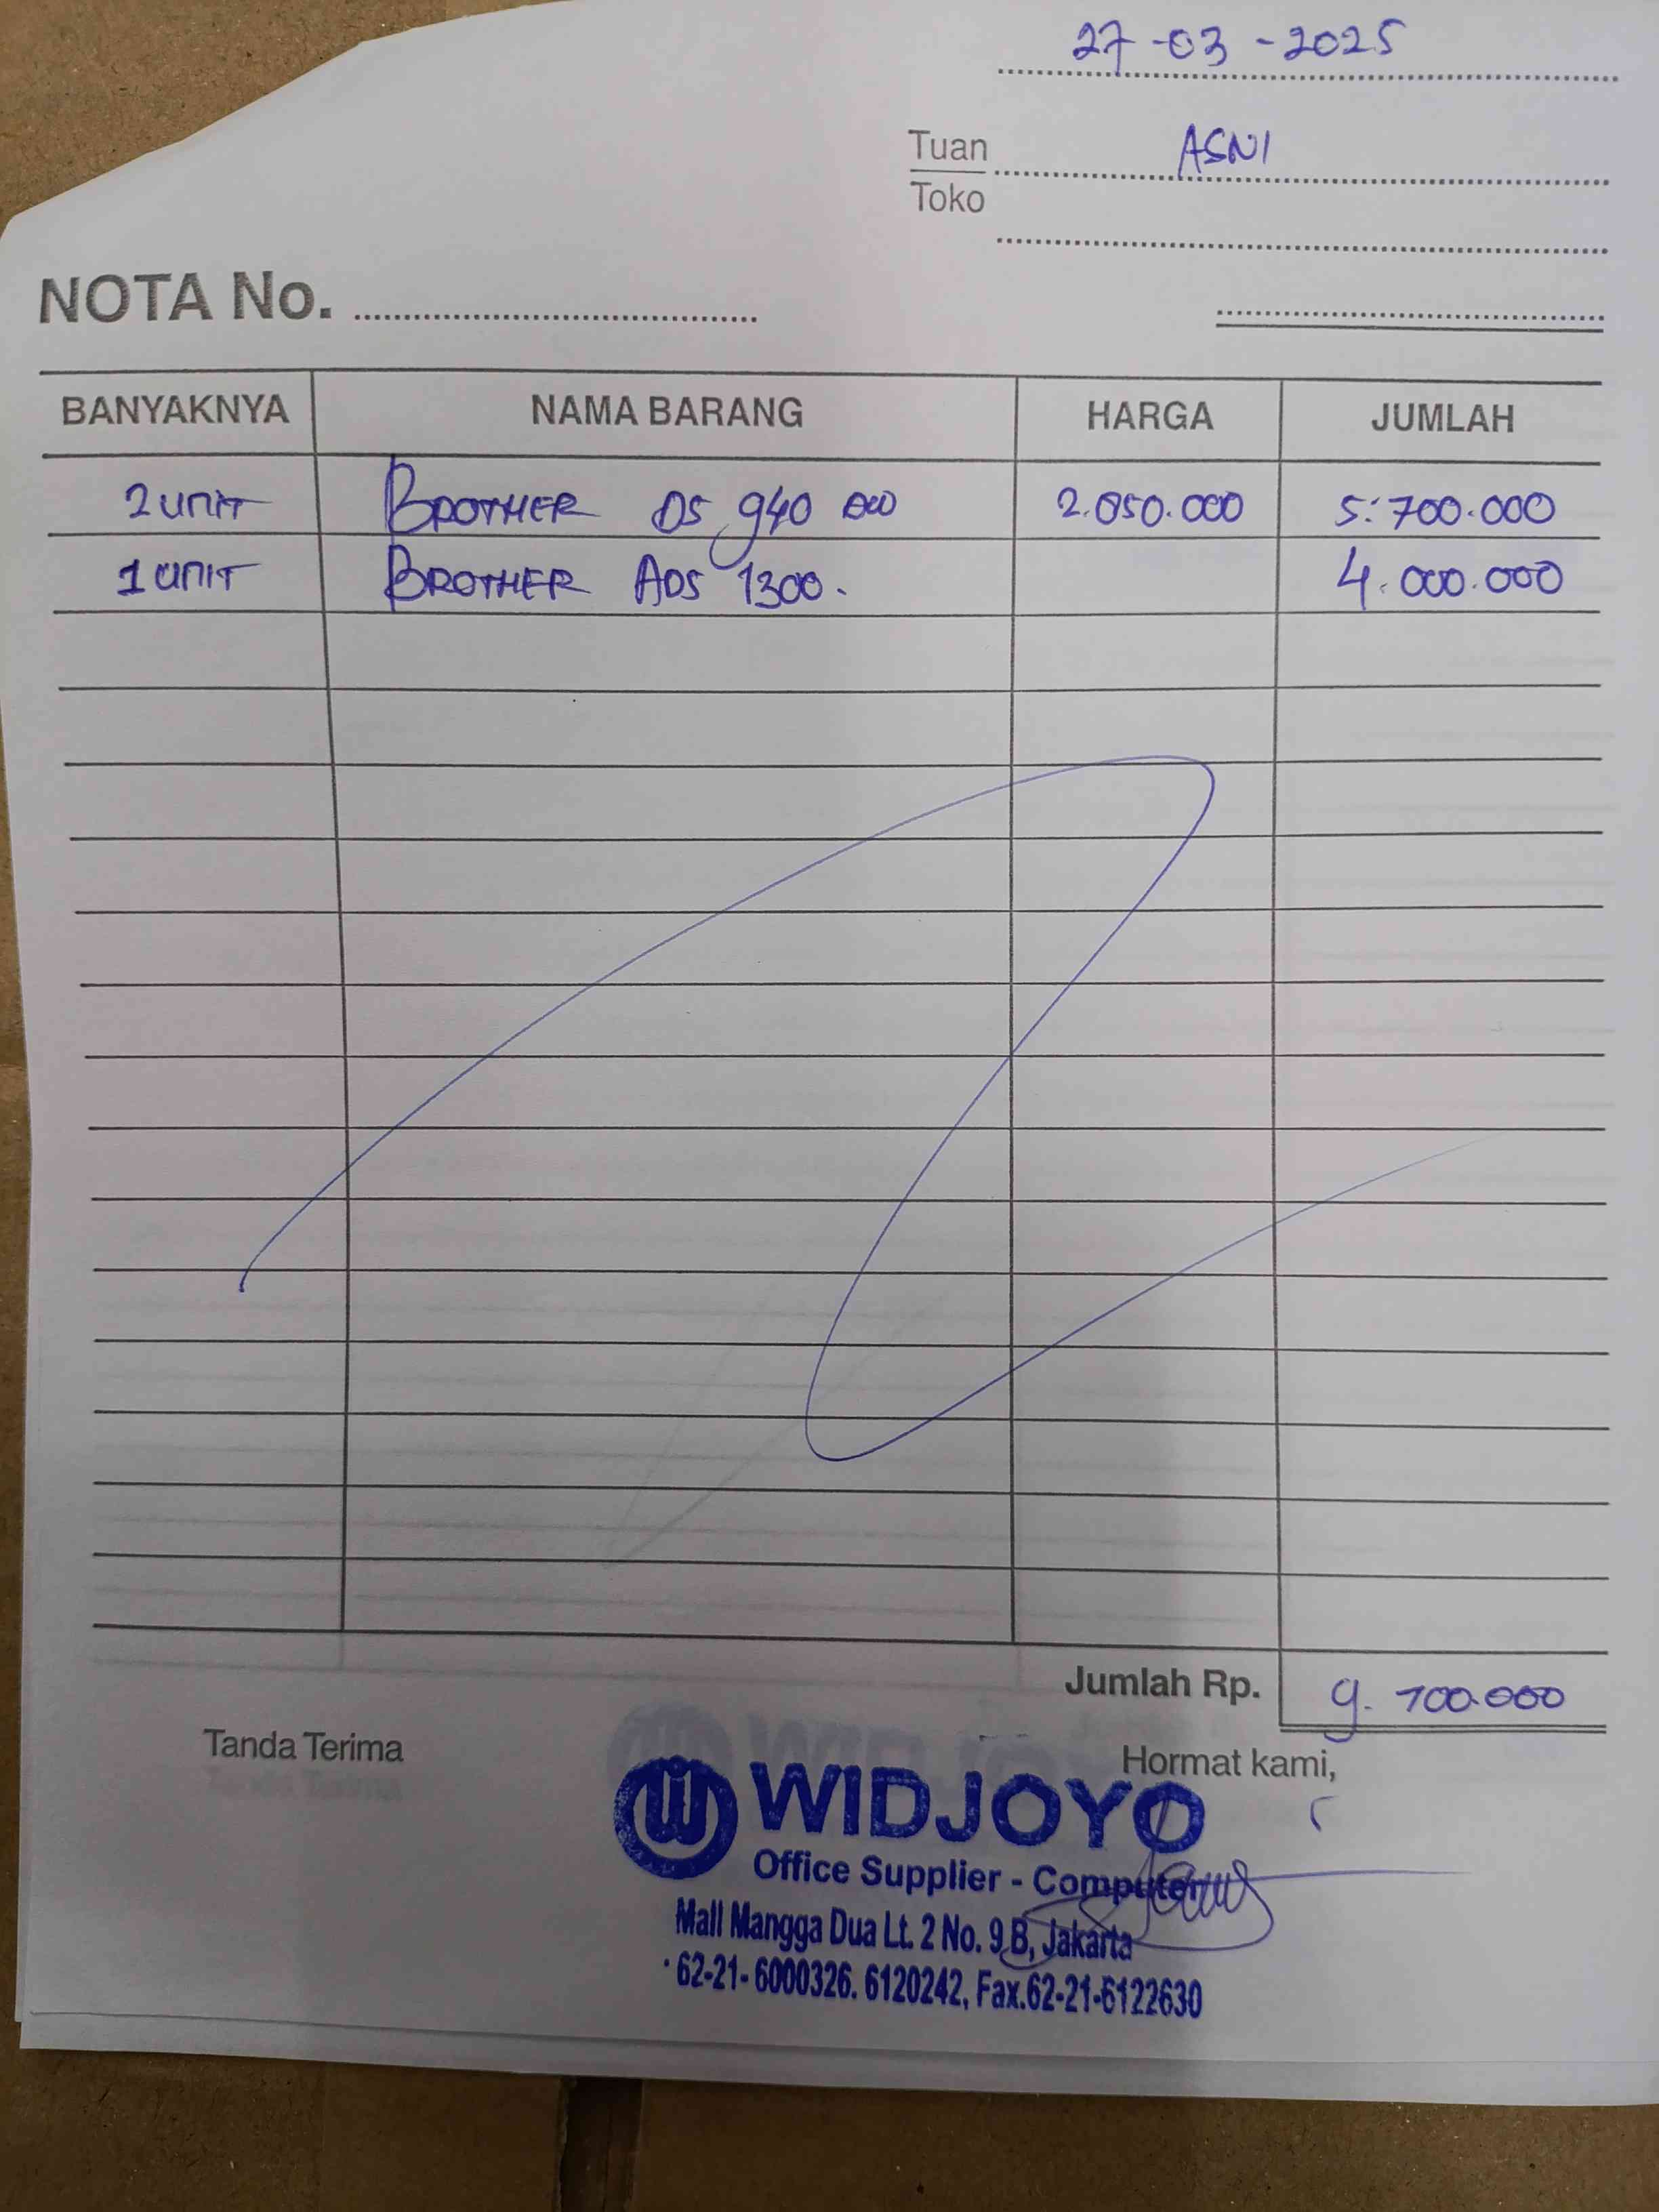 27-03-2025
Tuan ASNI
Toko
NOTA No.
BANYAKNYA NAMA BARANG HARGA JUMLAH
2 UNIT BROTHER DS 940 2.850.000 5.700.000
1 UNIT BROTHER ADS 1300. 4.000.000
Jumlah Rp. 9.700.000
Tanda Terima Hormat kami,
WIDJOYO
Office Supplier - Computer
Mall Mangga Dua Lt. 2 No. 9 B, Jakarta
62-21-6000326. 6120242, Fax.62-21-6122630